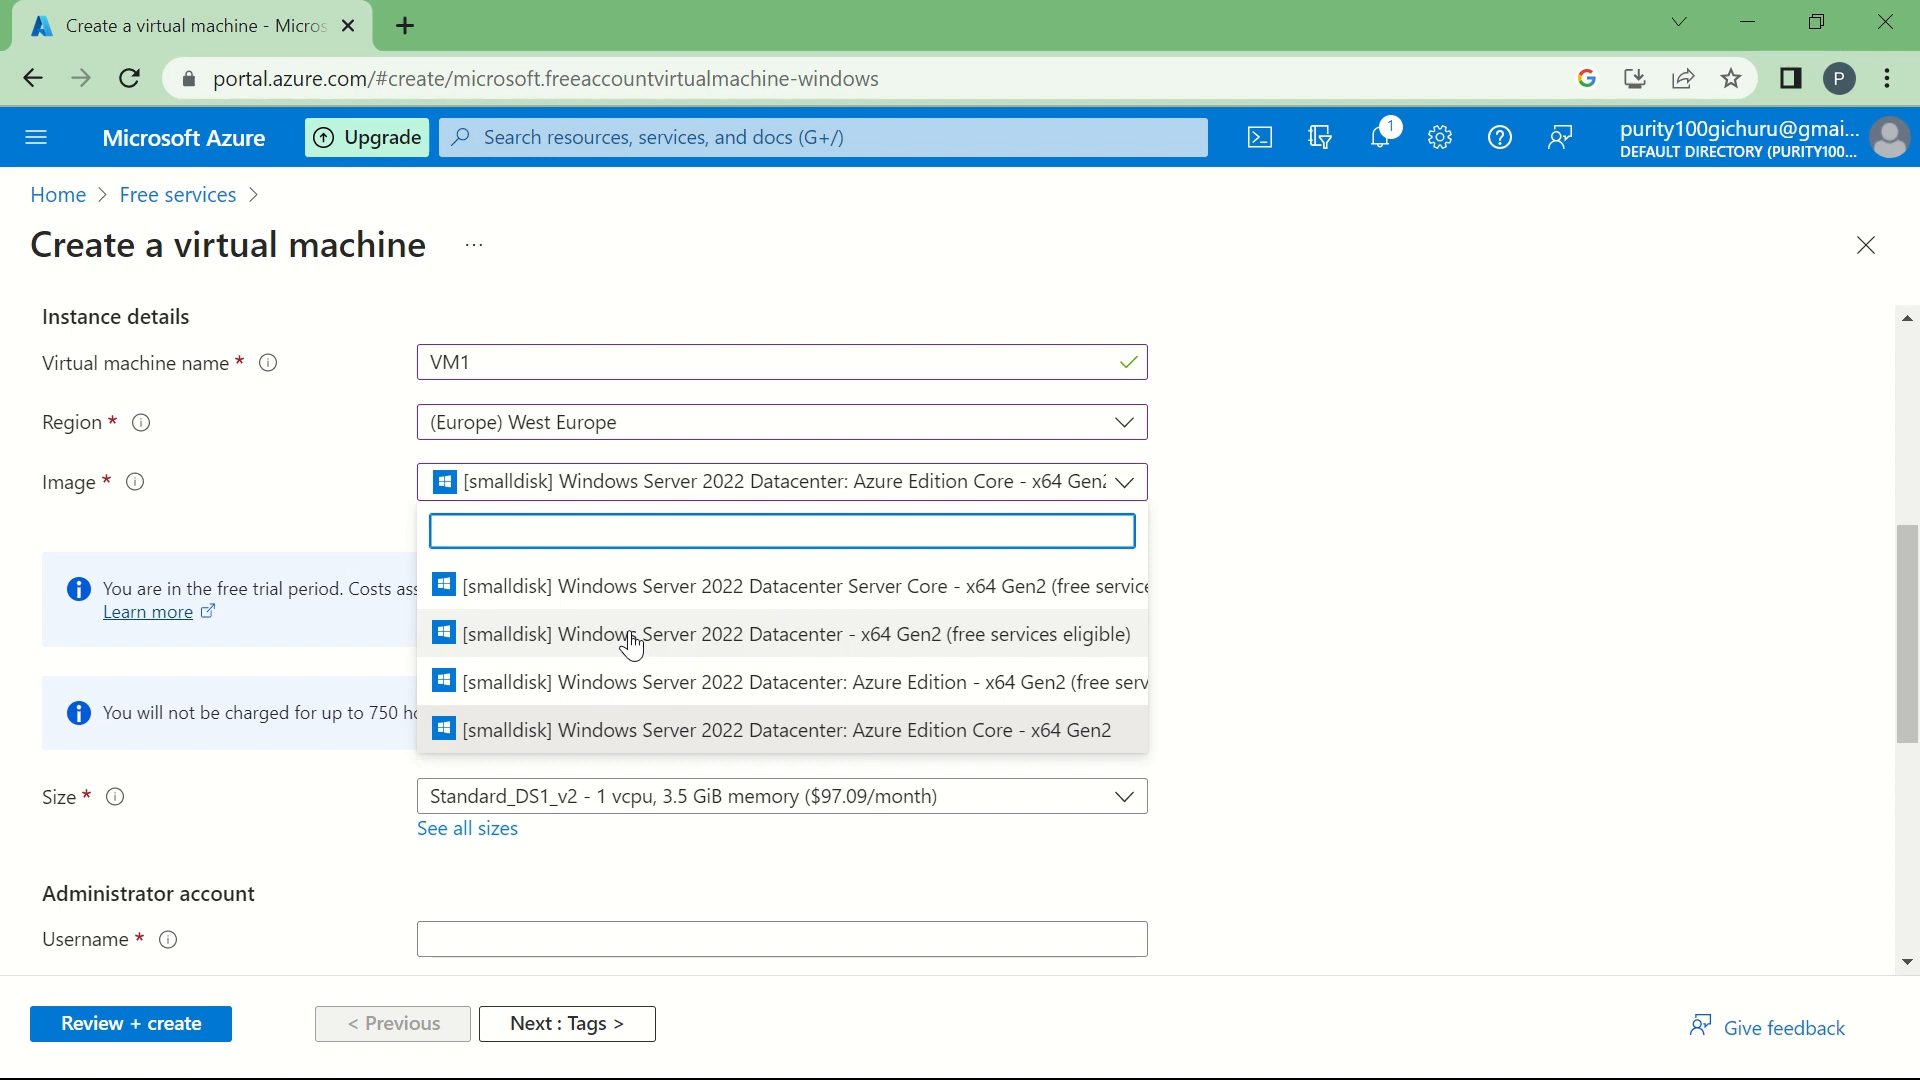 Create a virtual machine - Micros
portal.azure.com/#create/microsoft.freeaccountvirtualmachine-windows
P
Microsoft Azure
Upgrade
Search resources, services, and docs (G+/)
1
purity100gichuru@gmai...
DEFAULT DIRECTORY (PURITY100...
Home > Free services >
Create a virtual machine ...
Instance details
Virtual machine name *
VM1
Region *
(Europe) West Europe
Image *
[smalldisk] Windows Server 2022 Datacenter: Azure Edition Core - x64 Gen2
[smalldisk] Windows Server 2022 Datacenter Server Core - x64 Gen2 (free service
[smalldisk] Windows Server 2022 Datacenter - x64 Gen2 (free services eligible)
[smalldisk] Windows Server 2022 Datacenter: Azure Edition - x64 Gen2 (free serv
[smalldisk] Windows Server 2022 Datacenter: Azure Edition Core - x64 Gen2
You are in the free trial period. Costs ass
Learn more
You will not be charged for up to 750 ho
Size *
Standard_DS1_v2 - 1 vcpu, 3.5 GiB memory ($97.09/month)
See all sizes
Administrator account
Username *
Review + create
< Previous
Next : Tags >
Give feedback